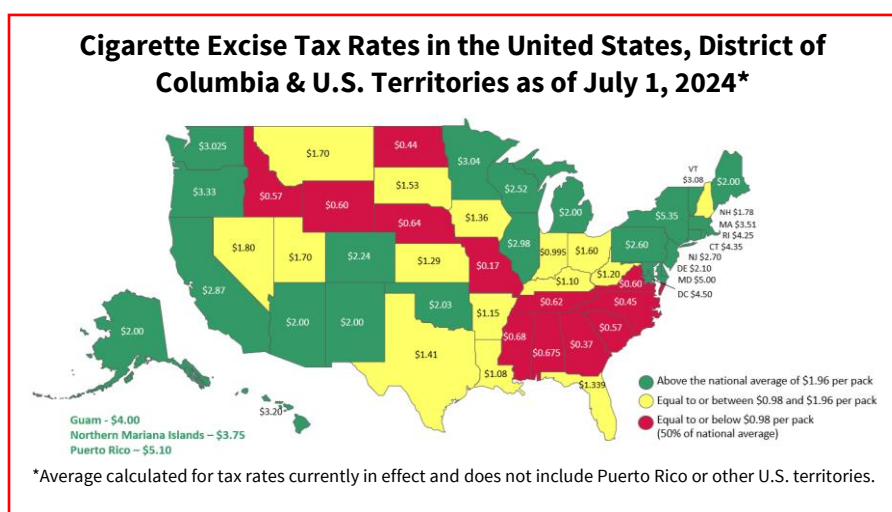 Cigarette Excise Tax Rates in the United States, District of
Columbia & U.S. Territories as of July 1, 2024*
$3.025
$1.70
$0.44
$3.04
VT
$3.08
$2.00
$3.33
$0.57
$1.53
$2.52
$2.00
$5.35
NH $1.78
MA $3.51
RI $4.25
CT $4.35
$0.60
$1.36
$2.60
NJ $2.70
DE $2.10
MD $5.00
DC $4.50
$0.64
$2.98
$0.995
$1.60
$1.80
$1.70
$2.24
$1.29
$0.17
$1.10
$1.20
$0.60
$2.87
$0.62
$0.45
$2.00
$2.00
$2.03
$1.15
$0.57
$2.00
$1.41
$0.68
$0.675
$0.37
$1.08
$1.339
$3.20
Above the national average of $1.96 per pack
Equal to or between $0.98 and $1.96 per pack
Equal to or below $0.98 per pack
(50% of national average)
Guam - $4.00
Northern Mariana Islands – $3.75
Puerto Rico – $5.10
*Average calculated for tax rates currently in effect and does not include Puerto Rico or other U.S. territories.